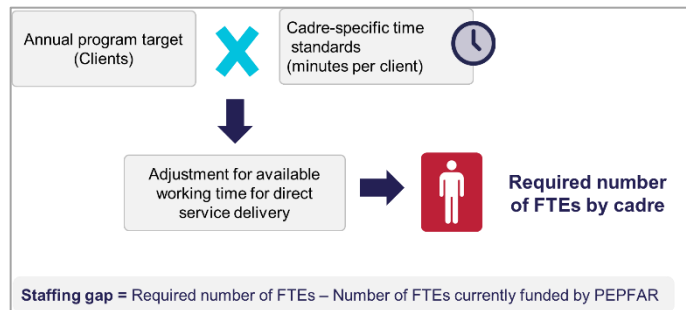 Annual program target
(Clients)
Cadre-specific time
standards
(minutes per client)
Adjustment for available
working time for direct
service delivery
Required number
of FTEs by cadre
Staffing gap = Required number of FTEs – Number of FTEs currently funded by PEPFAR